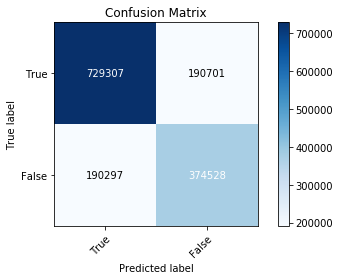 Confusion Matrix
True label
True
729307 190701
False
190297 374528
True False
Predicted label
700000
600000
500000
400000
300000
200000